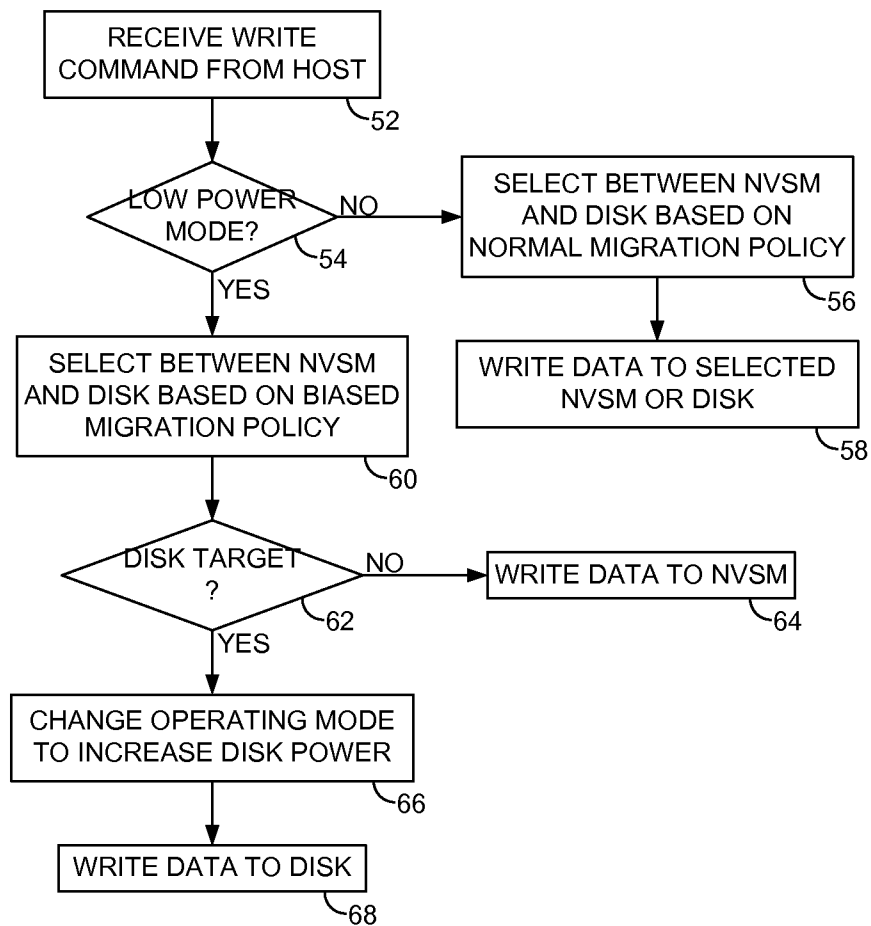 RECEIVE WRITE
COMMAND FROM HOST
52
LOW POWER
MODE?
NO
54
YES
SELECT BETWEEN NVSM
AND DISK BASED ON
NORMAL MIGRATION POLICY
56
WRITE DATA TO SELECTED
NVSM OR DISK
58
SELECT BETWEEN NVSM
AND DISK BASED ON BIASED
MIGRATION POLICY
60
DISK TARGET
?
NO
62
YES
WRITE DATA TO NVSM
64
CHANGE OPERATING MODE
TO INCREASE DISK POWER
66
WRITE DATA TO DISK
68